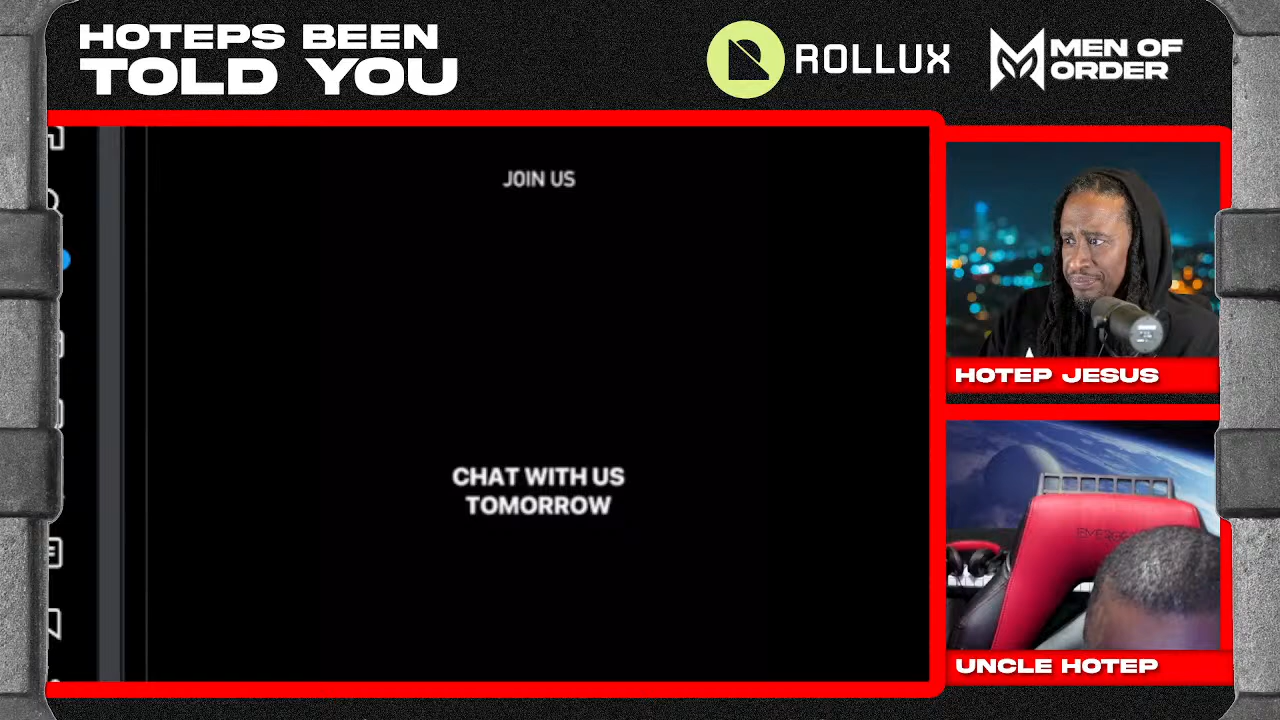 HOTEPS BEEN
TOLD YOU
ROLLUX
MEN OF
ORDER
JOIN US
CHAT WITH US
TOMORROW
HOTEP JESUS
UNCLE HOTEP